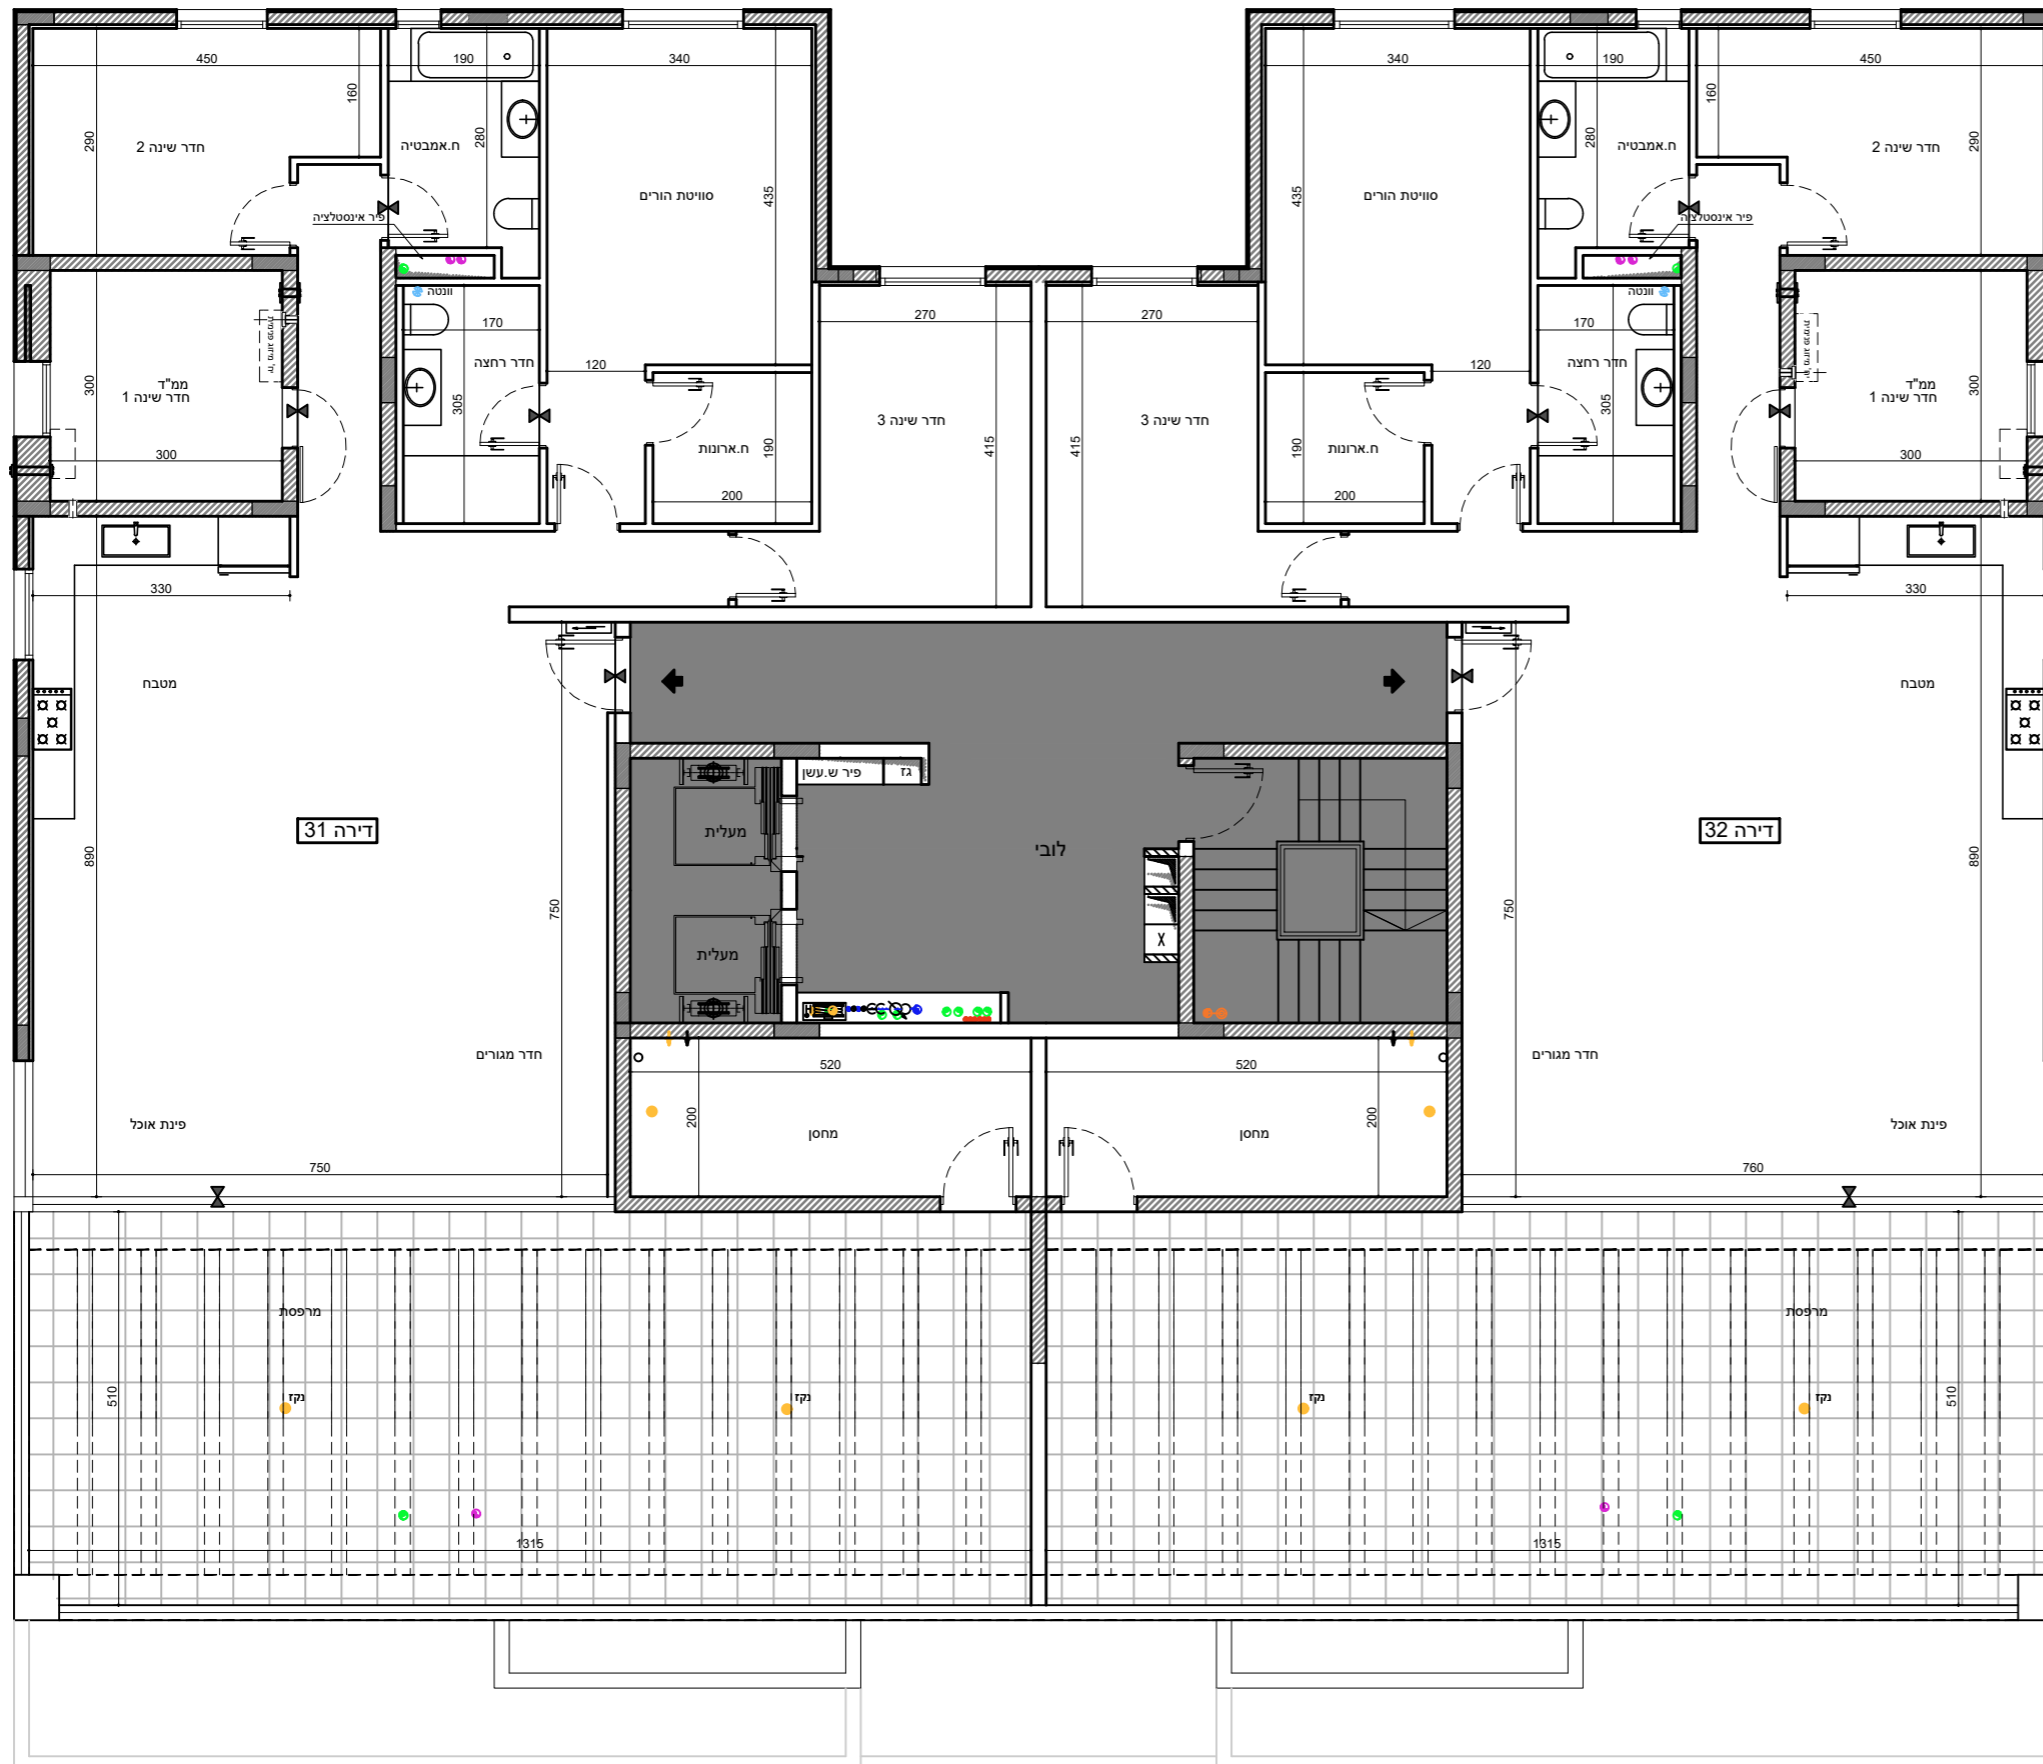 450
190
340
340
190
450
160
160
290
280
280
290
חדר שינה 2
ח.אמבטיה
ח.אמבטיה
חדר שינה 2
סוויטת הורים
435
435
סוויטת הורים
פיר אינסטלציה
פיר אינסטלציה
וונטה
וונטה
270
270
170
170
חדר רחצה
120
120
חדר רחצה
ממ"ד
חדר שינה 1
300
305
305
300
ממ"ד
חדר שינה 1
חדר שינה 3
חדר שינה 3
ח.ארונות
190
415
415
190
ח.ארונות
300
200
200
300
330
330
מטבח
מטבח
פיר ש.עשן
גז
דירה 31
מעלית
לובי
דירה 32
890
750
750
890
מעלית
X
חדר מגורים
520
520
חדר מגורים
200
200
פינת אוכל
מחסן
מחסן
פינת אוכל
750
760
מרפסת
מרפסת
510
נקז
נקז
נקז
נקז
510
1315
1315